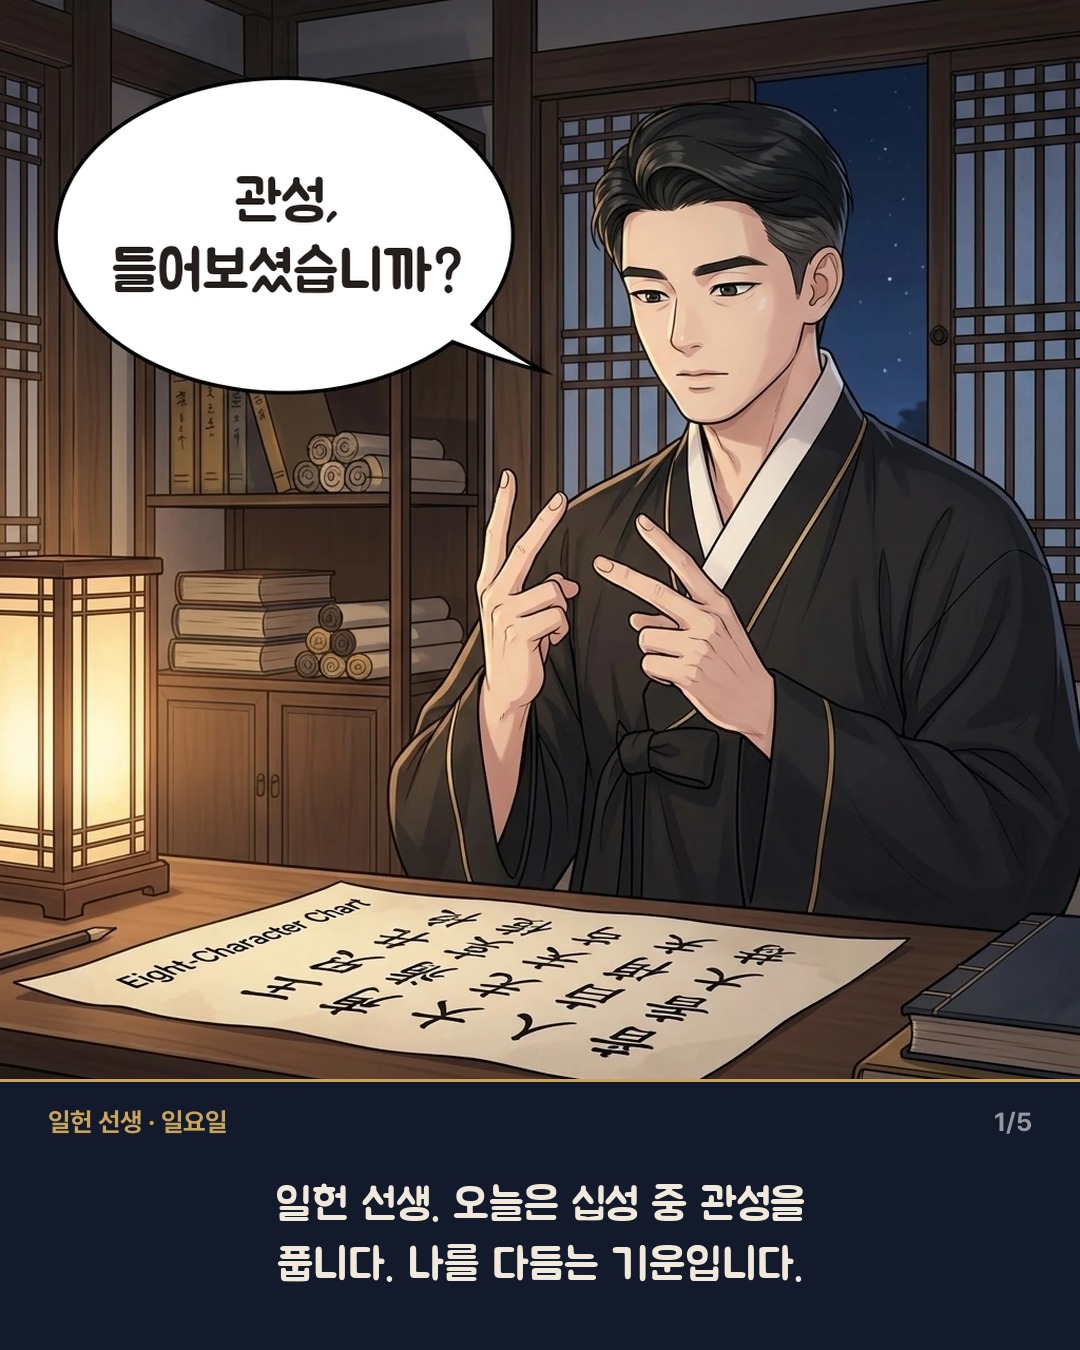 관성,
들어보셨습니까?
Eight-Character Chart
일헌 선생 · 일요일
1/5
일헌 선생. 오늘은 십성 중 관성을
풉니다. 나를 다듬는 기운입니다.